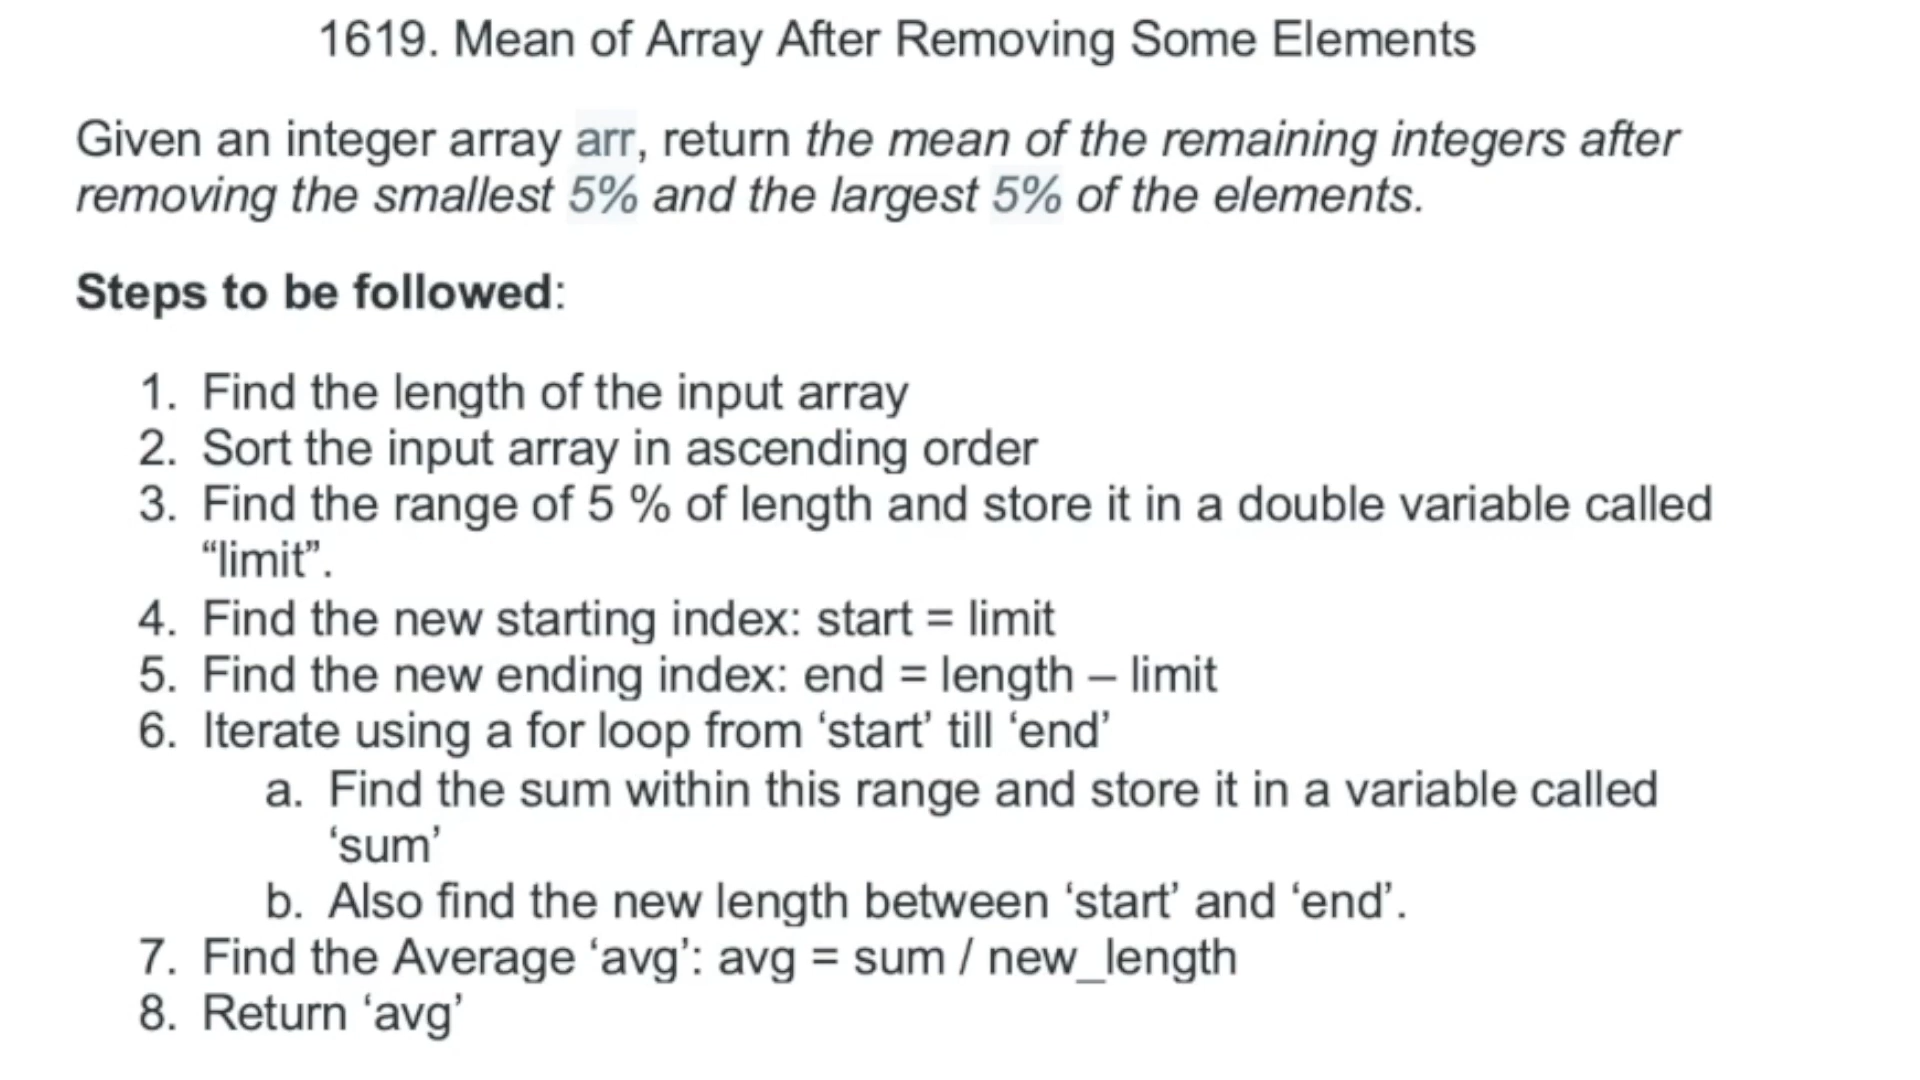 1619. Mean of Array After Removing Some Elements
Given an integer array arr, return the mean of the remaining integers after
removing the smallest 5% and the largest 5% of the elements.
Steps to be followed:
1. Find the length of the input array
2. Sort the input array in ascending order
3. Find the range of 5 % of length and store it in a double variable called
“limit”.
4. Find the new starting index: start = limit
5. Find the new ending index: end = length – limit
6. Iterate using a for loop from ‘start’ till ‘end’
a. Find the sum within this range and store it in a variable called
‘sum’
b. Also find the new length between ‘start’ and ‘end’.
7. Find the Average ‘avg’: avg = sum / new_length
8. Return ‘avg’